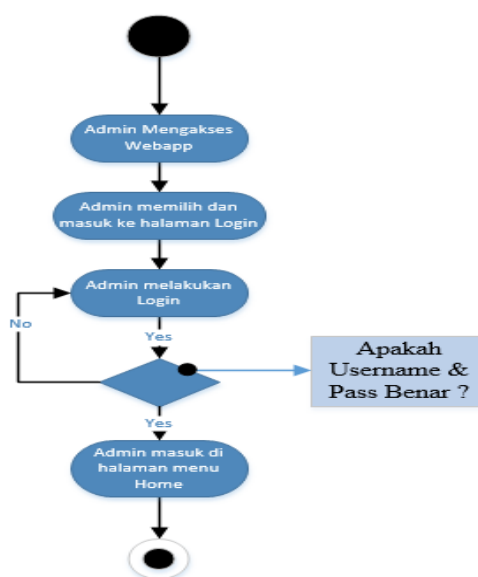 Admin Mengakses
Webapp
Admin memilih dan
masuk ke halaman Login
Admin melakukan
Login
No
Yes
Apakah
Username &
Pass Benar ?
Yes
Admin masuk di
halaman menu
Home